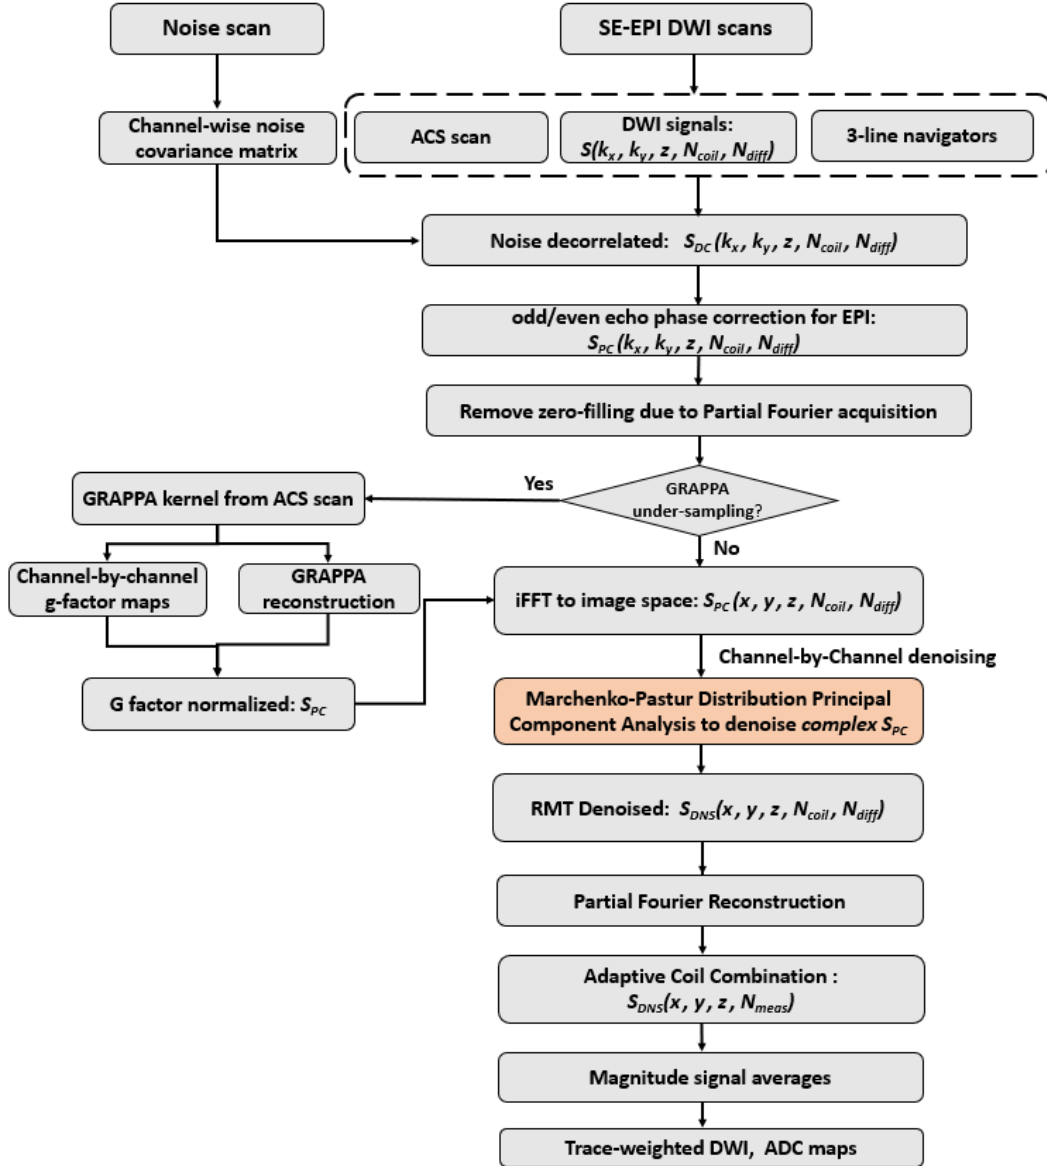 Noise scan
SE-EPI DWI scans
Channel-wise noise
covariance matrix
ACS scan
DWI signals:
S(kx, ky, z, Ncoil, Ndiff)
3-line navigators
Noise decorrelated: SDC (kx, ky, z, Ncoil, Ndiff)
odd/even echo phase correction for EPI:
SPC (kx, ky, z, Ncoil, Ndiff)
Remove zero-filling due to Partial Fourier acquisition
GRAPPA
under-sampling?
Yes
No
GRAPPA kernel from ACS scan
Channel-by-channel
g-factor maps
GRAPPA
reconstruction
G factor normalized: SPC
iFFT to image space: SPC (x, y, z, Ncoil, Ndiff)
Channel-by-Channel denoising
Marchenko-Pastur Distribution Principal
Component Analysis to denoise complex SPC
RMT Denoised: SDNS(x, y, z, Ncoil, Ndiff)
Partial Fourier Reconstruction
Adaptive Coil Combination :
SDNS(x, y, z, Nmeas)
Magnitude signal averages
Trace-weighted DWI, ADC maps